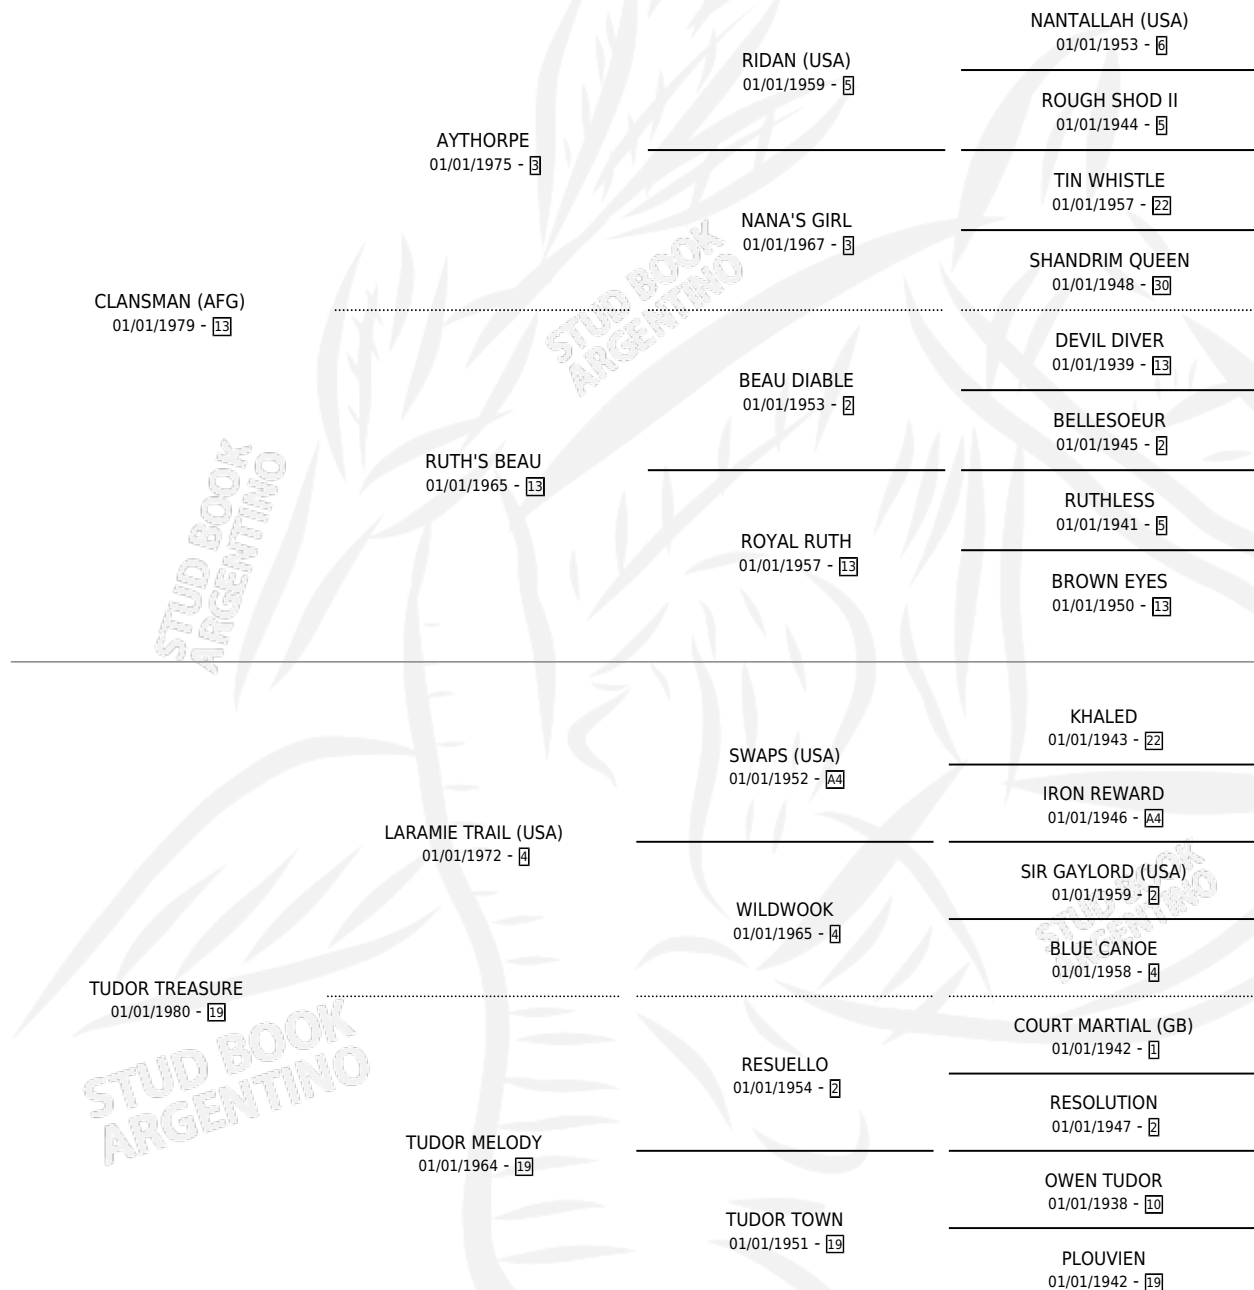 NANTALLAH (USA)
01/01/1953 - 6
RIDAN (USA)
01/01/1959 - 5
ROUGH SHOD II
01/01/1944 - 5
AYTHORPE
01/01/1975 - 3
TIN WHISTLE
01/01/1957 - 22
NANA'S GIRL
01/01/1967 - 3
SHANDRIM QUEEN
01/01/1948 - 30
CLANSMAN (AFG)
01/01/1979 - 13
DEVIL DIVER
01/01/1939 - 13
BEAU DIABLE
01/01/1953 - 2
BELLESOEUR
01/01/1945 - 2
RUTH'S BEAU
01/01/1965 - 13
RUTHLESS
01/01/1941 - 5
ROYAL RUTH
01/01/1957 - 13
BROWN EYES
01/01/1950 - 13
STUD BOOK
ARGENTINO
STUD BOOK
ARGENTINO
KHALED
01/01/1943 - 22
SWAPS (USA)
01/01/1952 - A4
IRON REWARD
01/01/1946 - A4
LARAMIE TRAIL (USA)
01/01/1972 - 4
SIR GAYLORD (USA)
01/01/1959 - 2
WILDWOOK
01/01/1965 - 4
BLUE CANOE
01/01/1958 - 4
STUD BOOK
ARGENTINO
TUDOR TREASURE
01/01/1980 - 19
COURT MARTIAL (GB)
01/01/1942 - 1
RESUELLO
01/01/1954 - 2
RESOLUTION
01/01/1947 - 2
STUD BOOK
ARGENTINO
TUDOR MELODY
01/01/1964 - 19
OWEN TUDOR
01/01/1938 - 10
TUDOR TOWN
01/01/1951 - 19
PLOUVIEN
01/01/1942 - 19